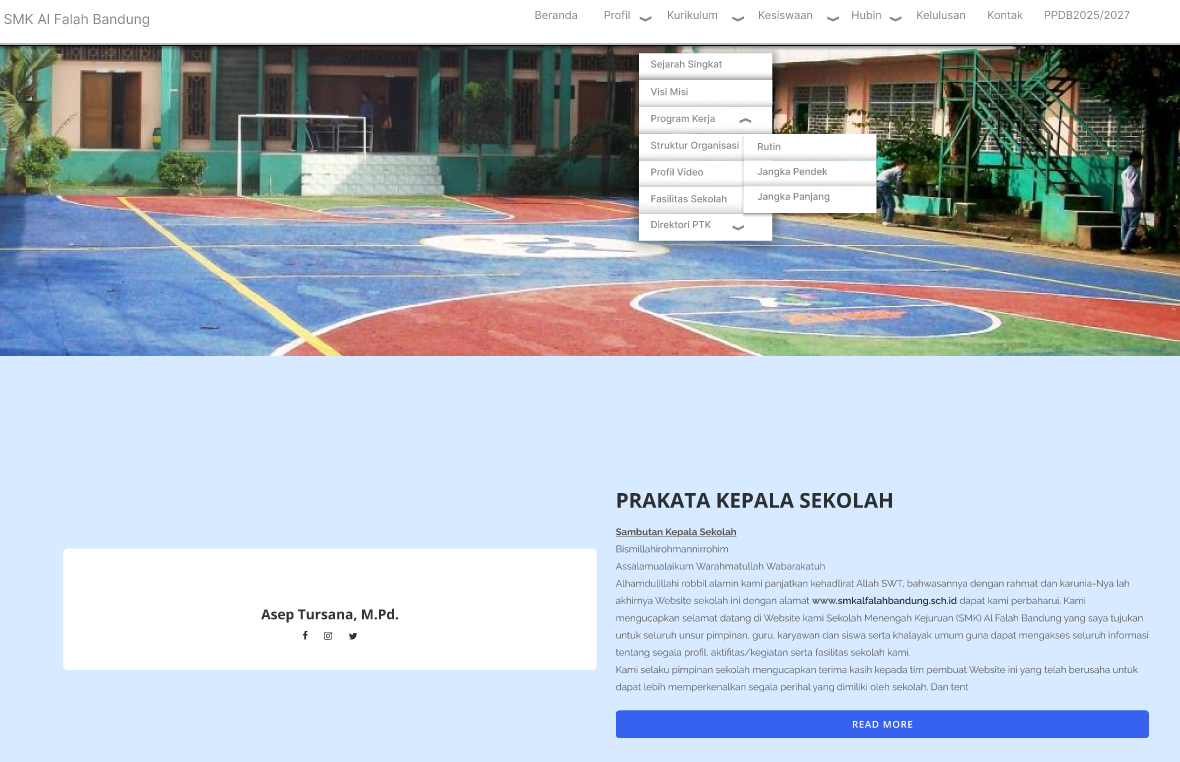 SMK Al Falah Bandung
Beranda Profil Kurikulum Kesiswaan Hubin Kelulusan Kontak PPDB2025/2027
Sejarah Singkat
Visi Misi
Program Kerja
Struktur Organisasi
Profil Video
Fasilitas Sekolah
Direktori PTK
Rutin
Jangka Pendek
Jangka Panjang
Asep Tursana, M.Pd.
PRAKATA KEPALA SEKOLAH
Sambutan Kepala Sekolah
Bismillahirohmannirrohim
Assalamualaikum Warahmatullah Wabarakatuh
Alhamdulillahi robbil alamin kami panjatkan kehadlirat Allah SWT, bahwasannya dengan rahmat dan karunia-Nya lah
akhirnya Website sekolah ini dengan alamat www.smkalfalahbandung.sch.id dapat kami perbaharui. Kami
mengucapkan selamat datang di Website kami Sekolah Menengah Kejuruan (SMK) Al Falah Bandung yang saya tujukan
untuk seluruh unsur pimpinan, guru, karyawan dan siswa serta khalayak umum guna dapat mengakses seluruh informasi
tentang segala profil, aktifitas/kegiatan serta fasilitas sekolah kami.
Kami selaku pimpinan sekolah mengucapkan terima kasih kepada tim pembuat Website ini yang telah berusaha untuk
dapat lebih memperkenalkan segala perihal yang dimiliki oleh sekolah. Dan tent
READ MORE